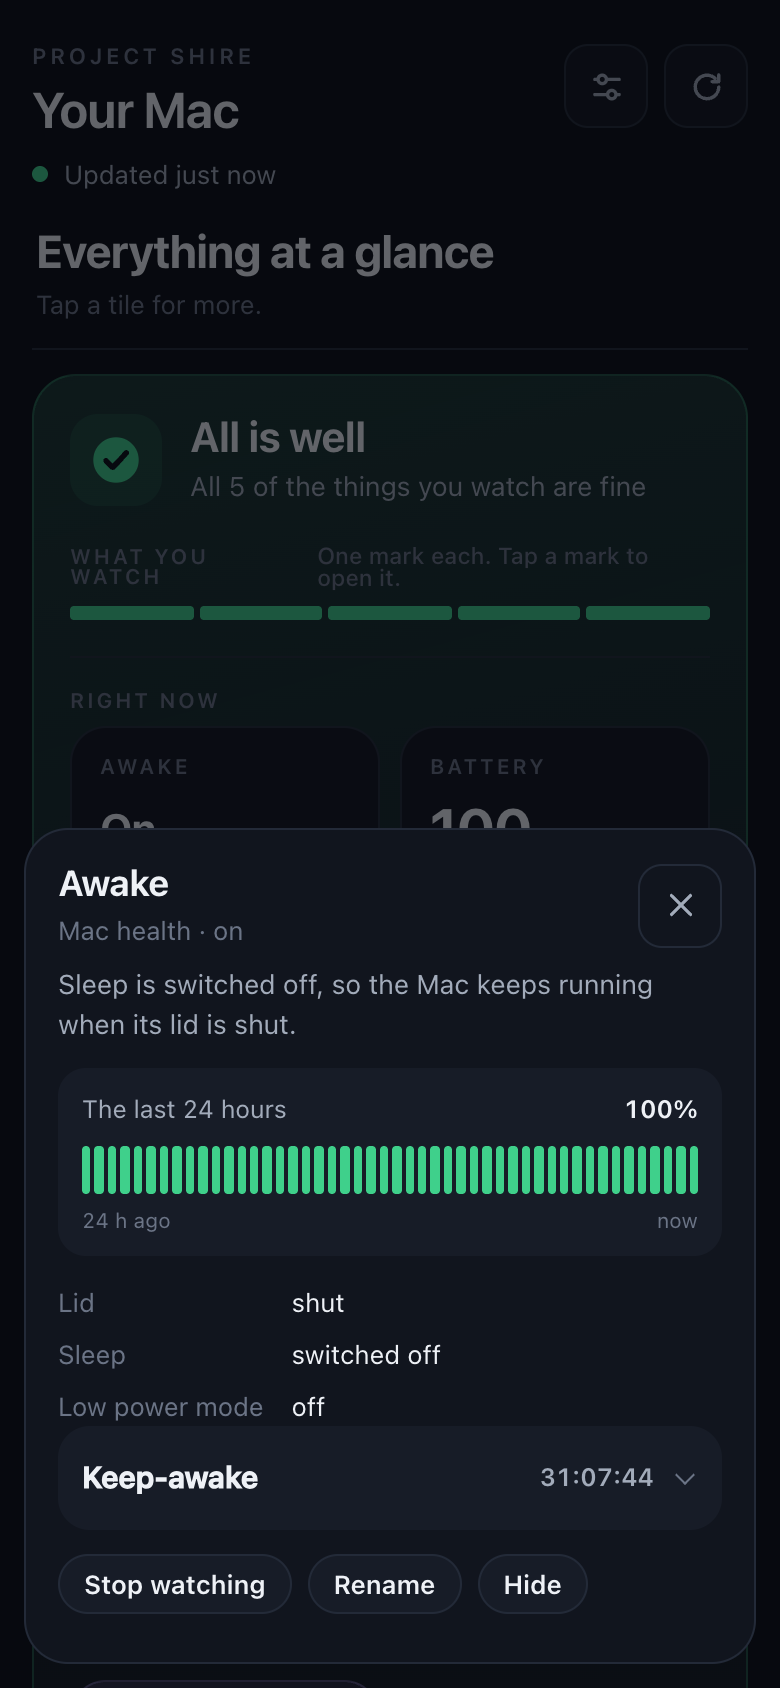 PROJECT SHIRE
Your Mac
Updated just now
Everything at a glance
Tap a tile for more.
All is well
All 5 of the things you watch are fine
WHAT YOU
WATCH
One mark each. Tap a mark to
open it.
RIGHT NOW
AWAKE
On
BATTERY
100
Awake
Mac health · on
Sleep is switched off, so the Mac keeps running
when its lid is shut.
The last 24 hours
100%
24 h ago
now
Lid
shut
Sleep
switched off
Low power mode
off
Keep-awake
31:07:44
Stop watching
Rename
Hide